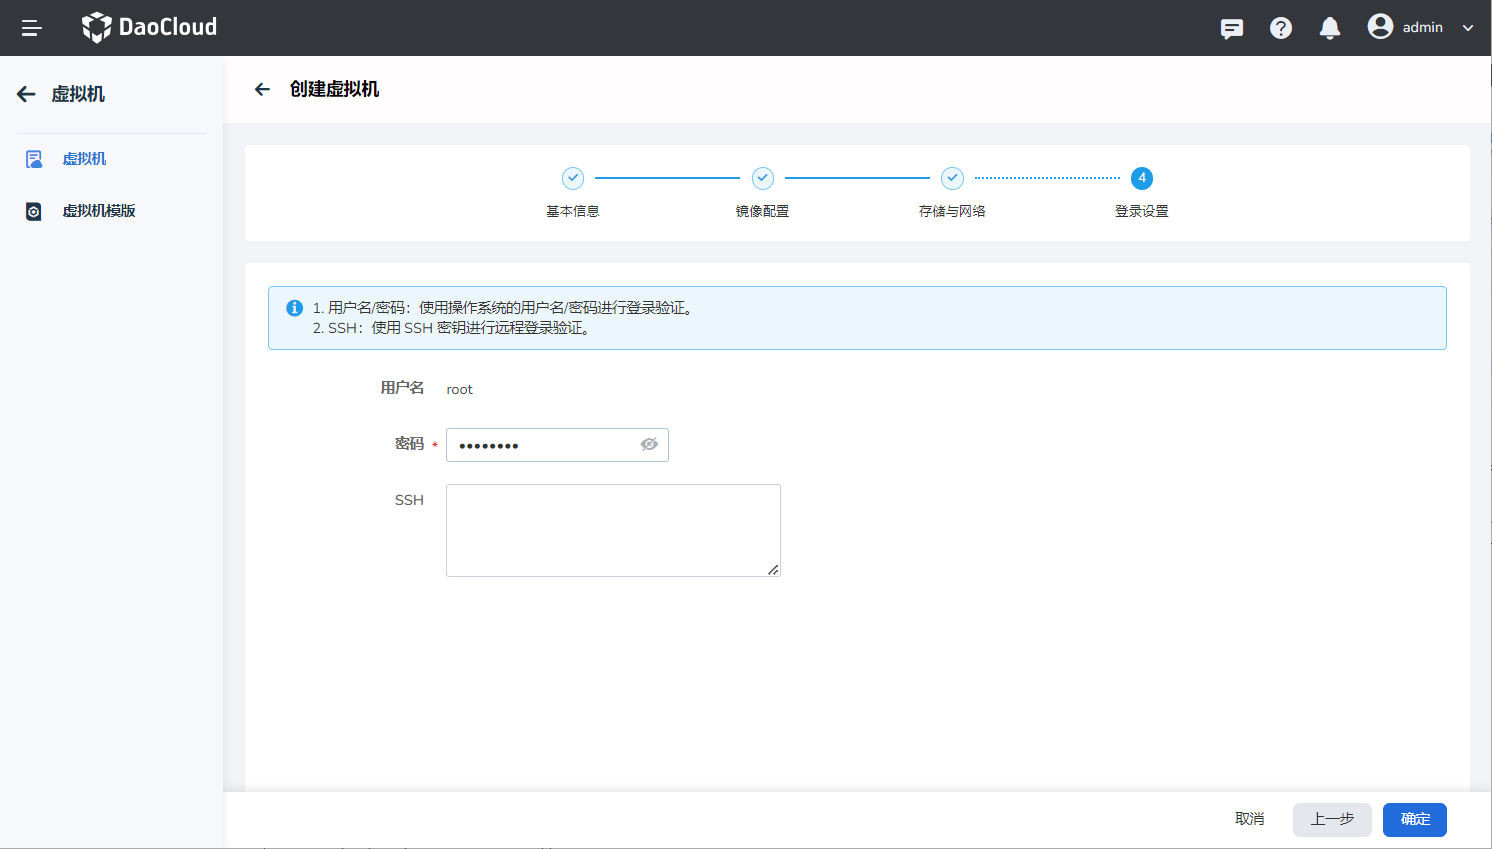 DaoCloud
admin
虚拟机
创建虚拟机
虚拟机
虚拟机模版
4
基本信息
镜像配置
存储与网络
登录设置
1. 用户名/密码：使用操作系统的用户名/密码进行登录验证。
2. SSH：使用 SSH 密钥进行远程登录验证。
用户名 root
密码 * ••••••••
SSH
取消
上一步
确定